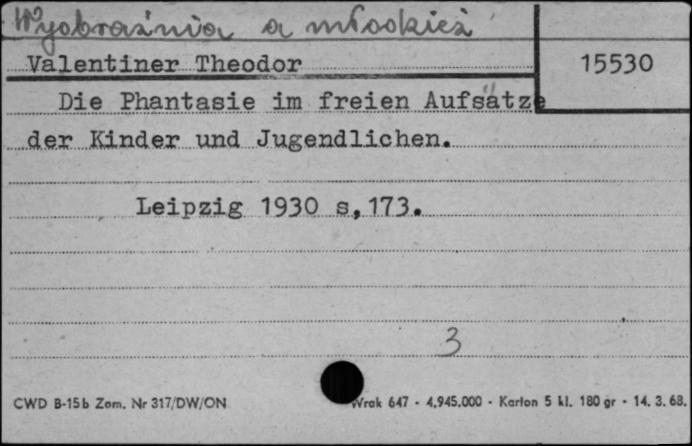 Wyobraźnia a młodzież
Valentiner Theodor
15530
Die Phantasie im freien Aufsätze
der Kinder und Jugendlichen.
Leipzig 1930 s,173.
3
CWD B-15b Zam. Nr 317/DW/ON
Wrak 647 - 4.945.000 - Karton 5 kl. 180 gr - 14. 3. 68.